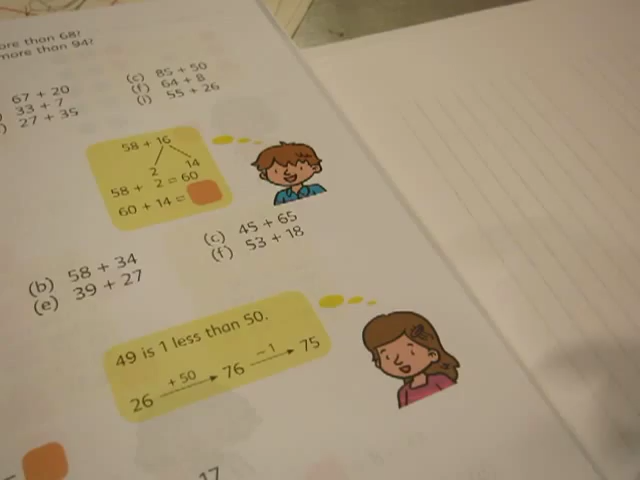 ore than 68?
more than 94?
67 + 20
(c) 85 + 50
33 + 7
(f) 64 + 8
27 + 35
(i) 55 + 26
58 + 16
2 14
58 + 2 = 60
60 + 14 =
(c) 45 + 65
(b) 58 + 34
(f) 53 + 18
(e) 39 + 27
49 is 1 less than 50.
+ 50 − 1
26 76 75
17